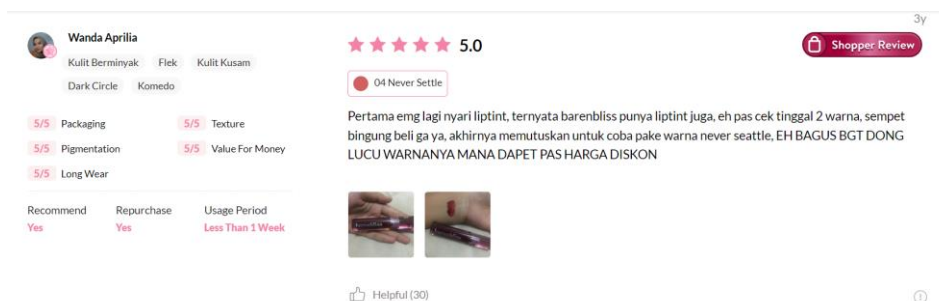 3y
Wanda Aprilia
Kulit Berminyak Flek Kulit Kusam
Dark Circle Komedo
5/5 Packaging 5/5 Texture
5/5 Pigmentation 5/5 Value For Money
5/5 Long Wear
Recommend Repurchase Usage Period
Yes Yes Less Than 1 Week
5.0
Shopper Review
04 Never Settle
Pertama emg lagi nyari liptint, ternyata barenbliss punya liptint juga, eh pas cek tinggal 2 warna, sempet
bingung beli ga ya, akhirnya memutuskan untuk coba pake warna never seattle, EH BAGUS BGT DONG
LUCU WARNANYA MANA DAPET PAS HARGA DISKON
Helpful (30)